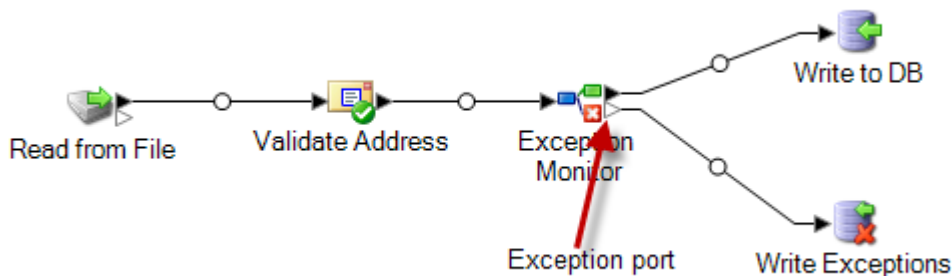 Read from File
Validate Address
Exception
Monitor
Write to DB
Write Exceptions
Exception port